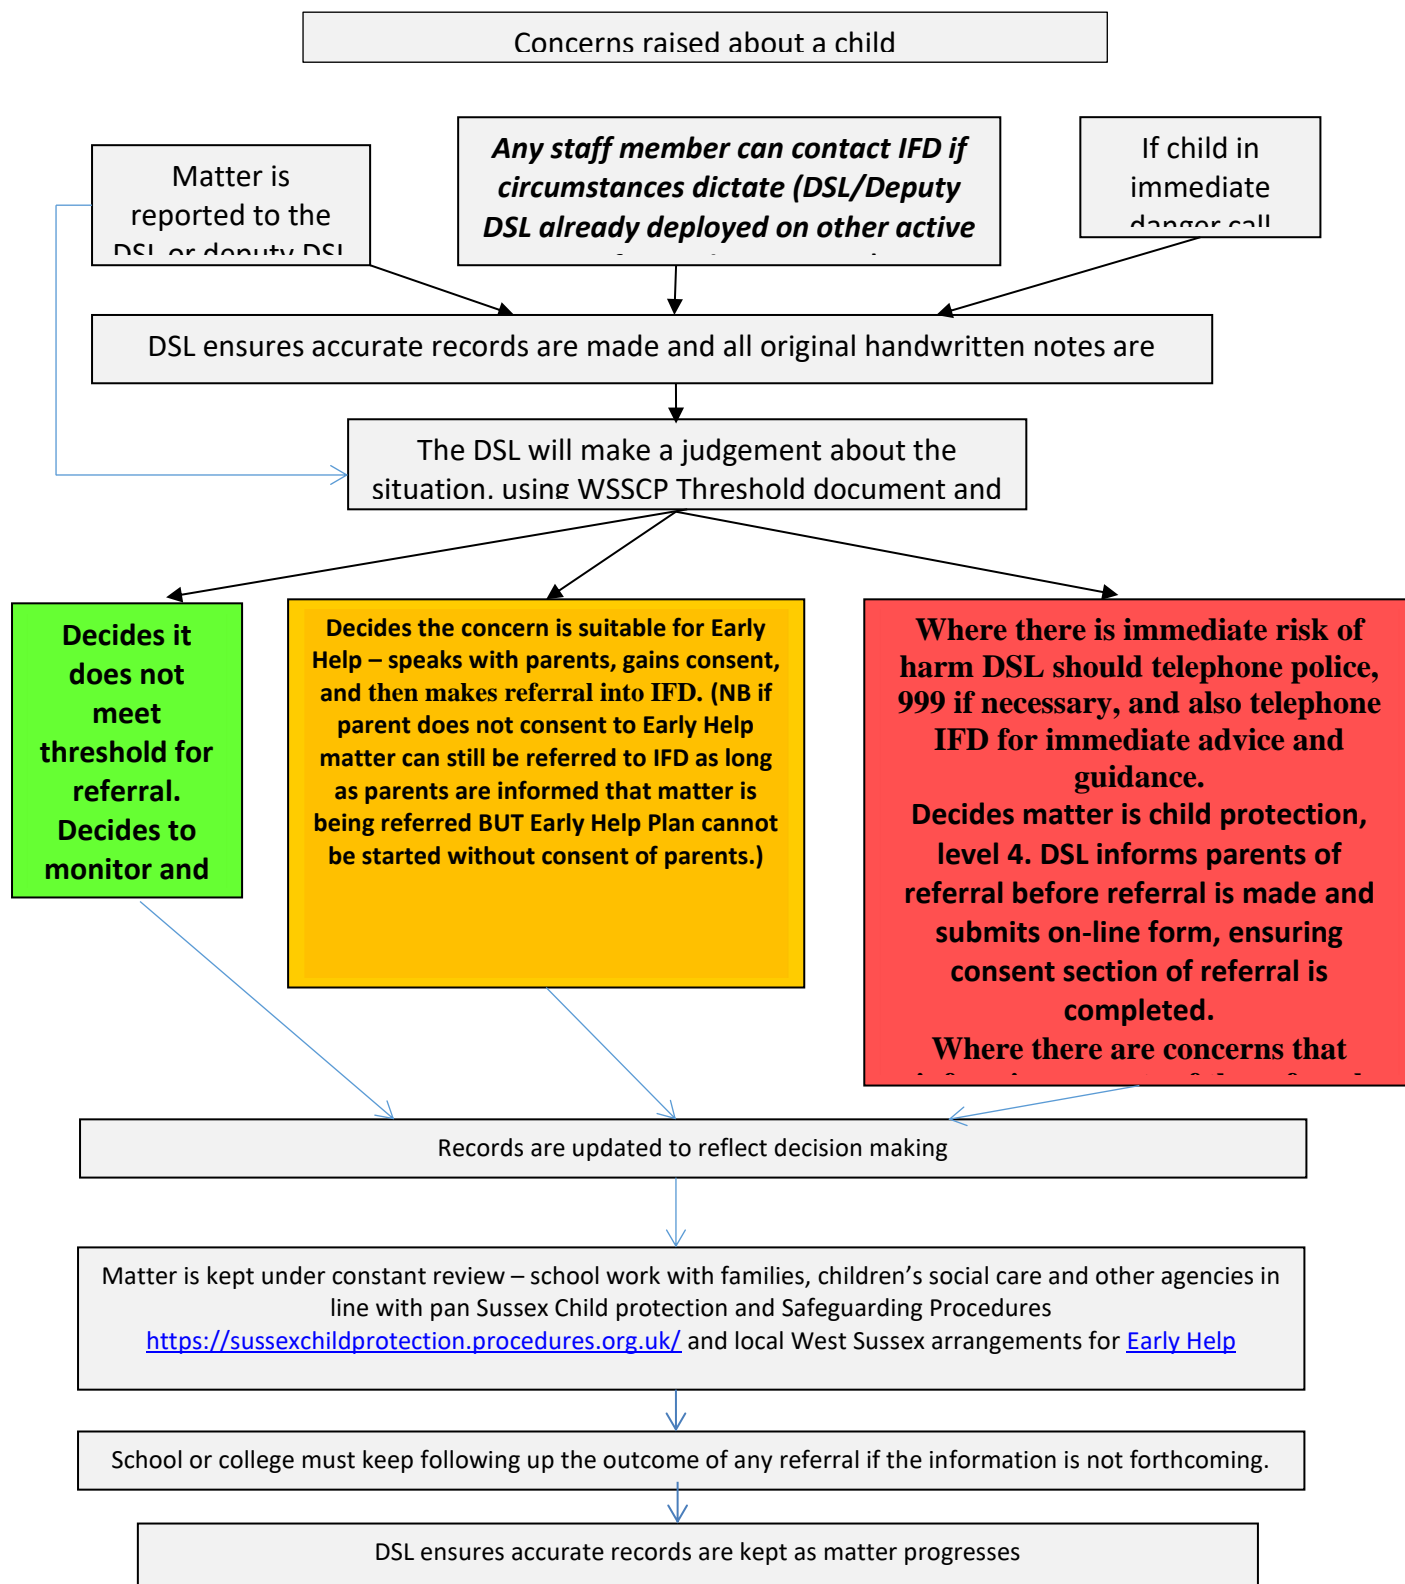 Concerns raised about a child
Matter is
reported to the
DSL or deputy DSL
Any staff member can contact IFD if
circumstances dictate (DSL/Deputy
DSL already deployed on other active
If child in
immediate
danger call
DSL ensures accurate records are made and all original handwritten notes are
The DSL will make a judgement about the
situation, using WSSCP Threshold document and
Decides it
does not
meet
threshold for
referral.
Decides to
monitor and
Decides the concern is suitable for Early
Help – speaks with parents, gains consent,
and then makes referral into IFD. (NB if
parent does not consent to Early Help
matter can still be referred to IFD as long
as parents are informed that matter is
being referred BUT Early Help Plan cannot
be started without consent of parents.)
Where there is immediate risk of
harm DSL should telephone police,
999 if necessary, and also telephone
IFD for immediate advice and
guidance.
Decides matter is child protection,
level 4. DSL informs parents of
referral before referral is made and
submits on-line form, ensuring
consent section of referral is
completed.
Where there are concerns that
Records are updated to reflect decision making
Matter is kept under constant review – school work with families, children’s social care and other agencies in
line with pan Sussex Child protection and Safeguarding Procedures
https://sussexchildprotection.procedures.org.uk/ and local West Sussex arrangements for Early Help
School or college must keep following up the outcome of any referral if the information is not forthcoming.
DSL ensures accurate records are kept as matter progresses